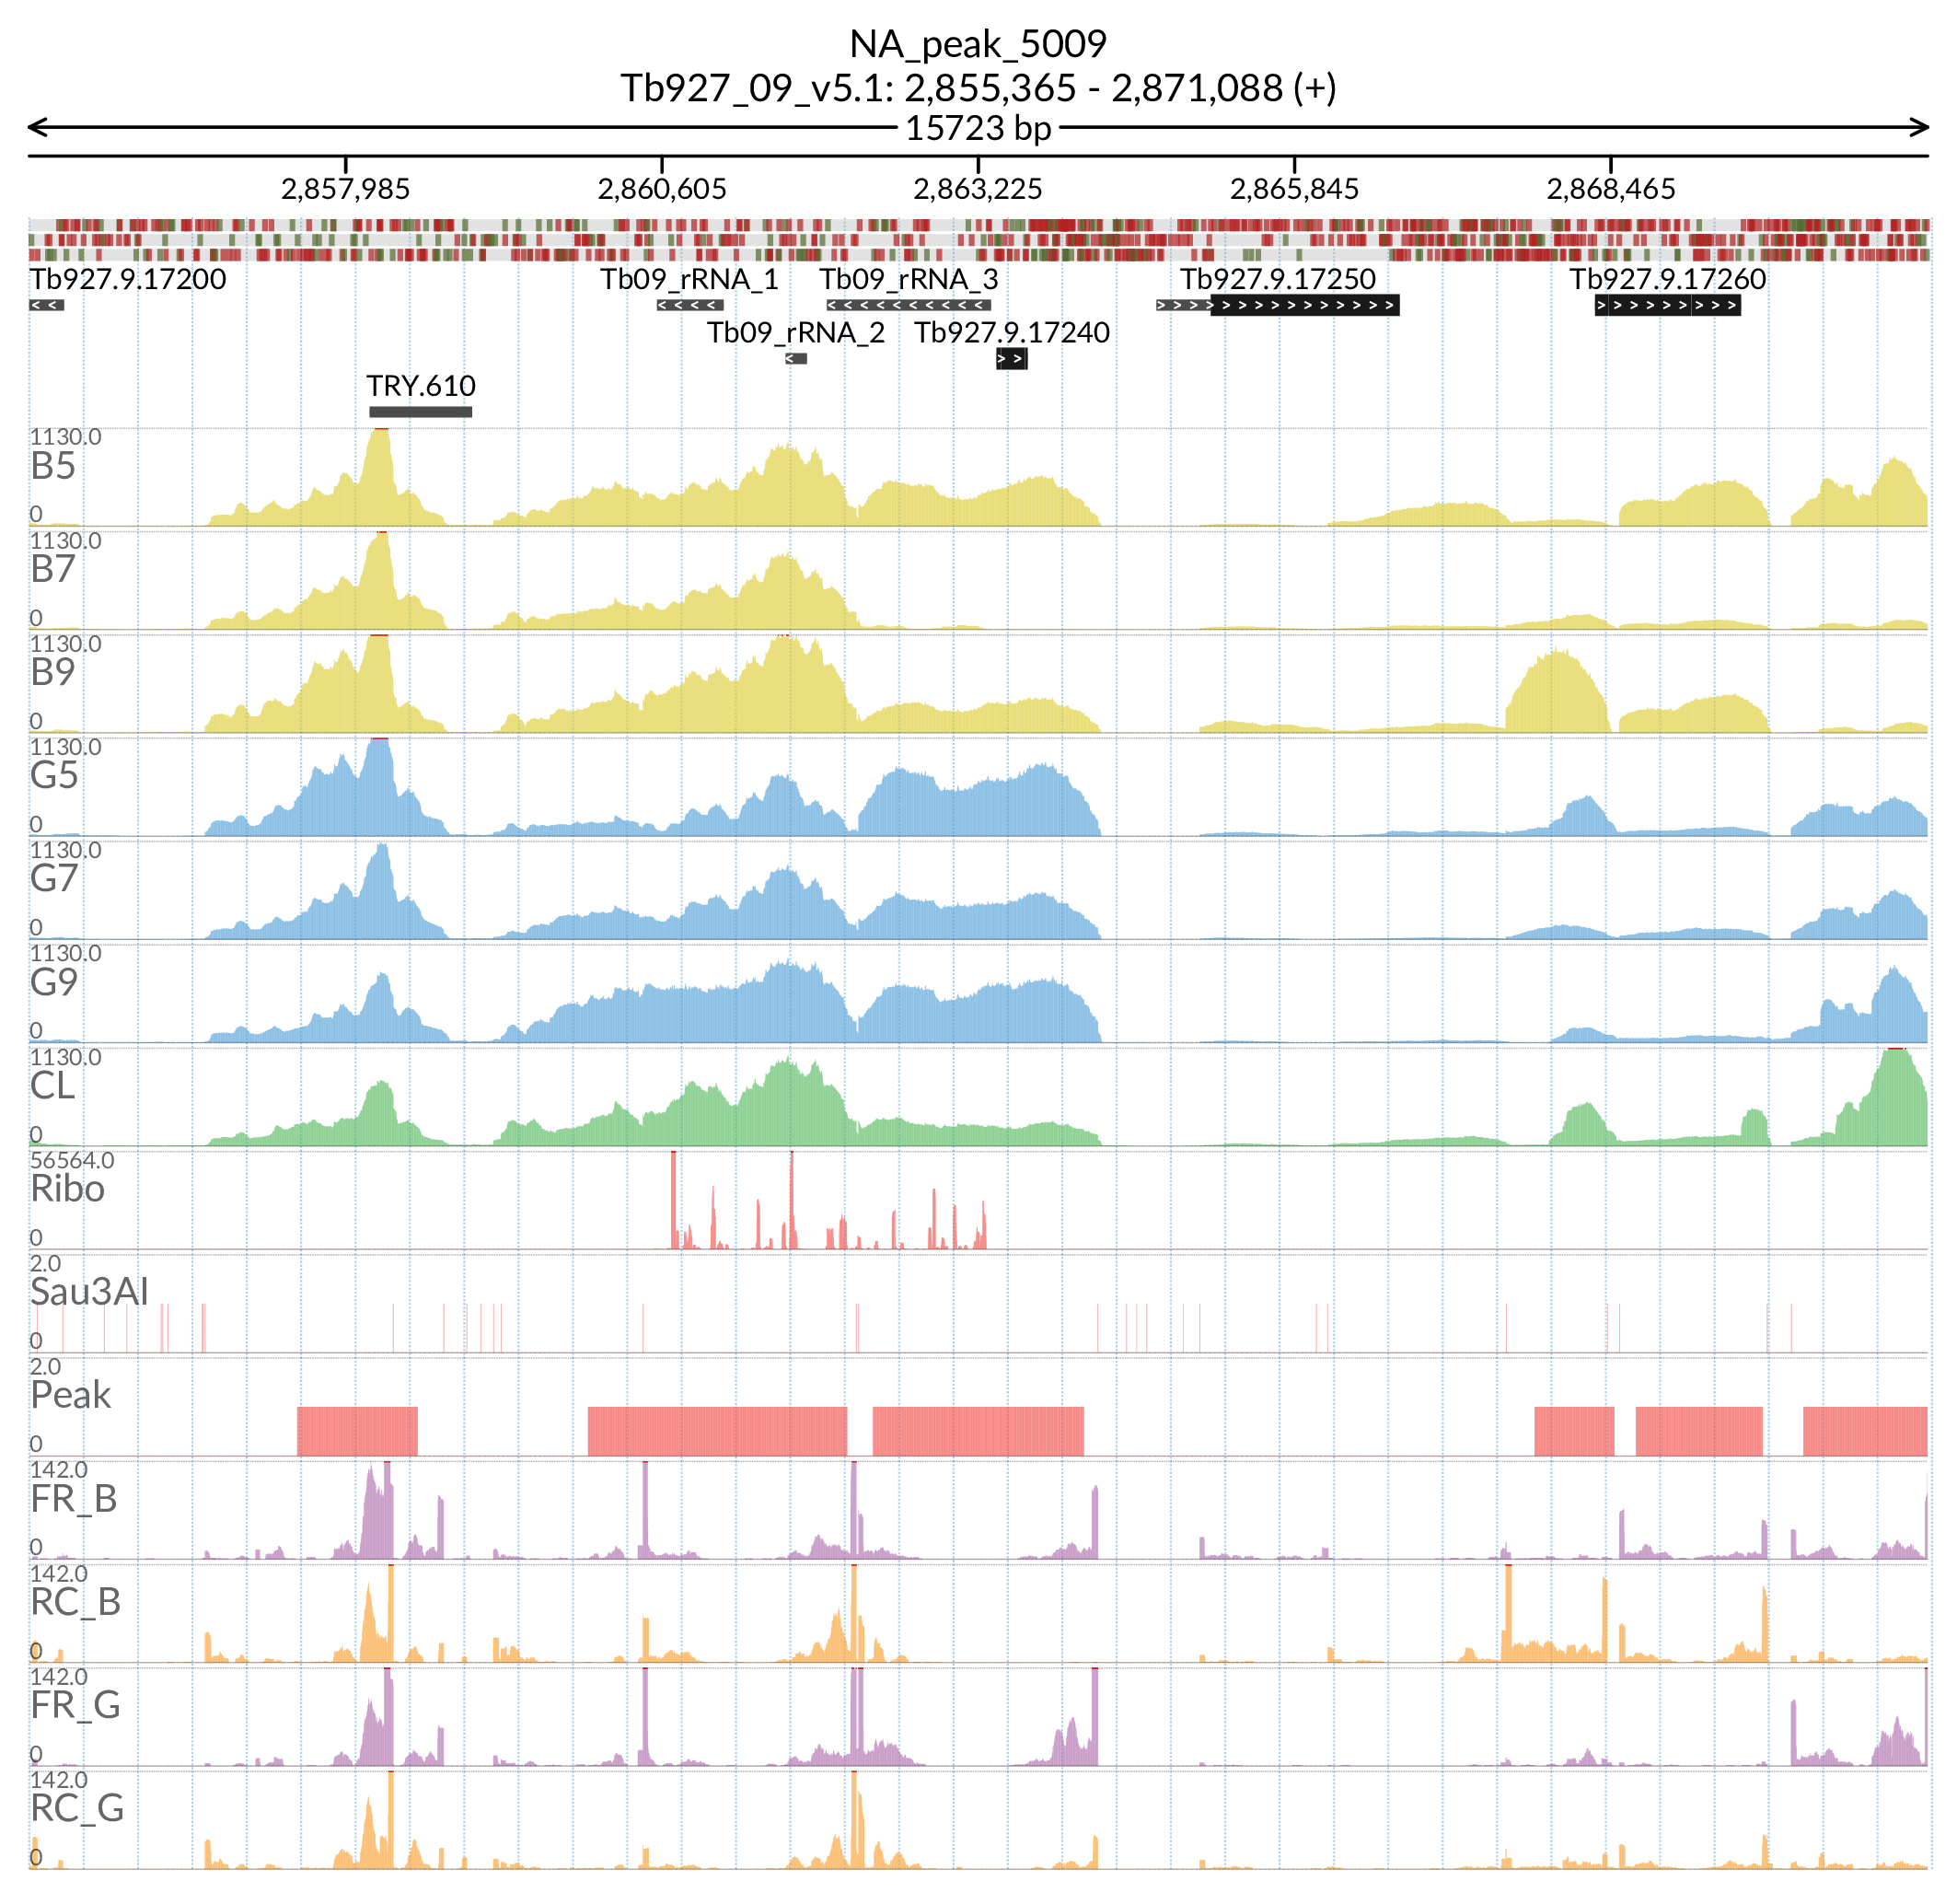 NA_peak_5009
Tb927_09_v5.1: 2,855,365 - 2,871,088 (+)
15723 bp
2,857,985 2,860,605 2,863,225 2,865,845 2,868,465
Tb927.9.17200 Tb09_rRNA_1 Tb09_rRNA_3 Tb927.9.17250 Tb927.9.17260
Tb09_rRNA_2 Tb927.9.17240
TRY.610
1130.0
B5
0
1130.0
B7
0
1130.0
B9
0
1130.0
G5
0
1130.0
G7
0
1130.0
G9
0
1130.0
CL
0
56564.0
Ribo
0
2.0
Sau3AI
0
2.0
Peak
0
142.0
FR_B
0
142.0
RC_B
0
142.0
FR_G
0
142.0
RC_G
0